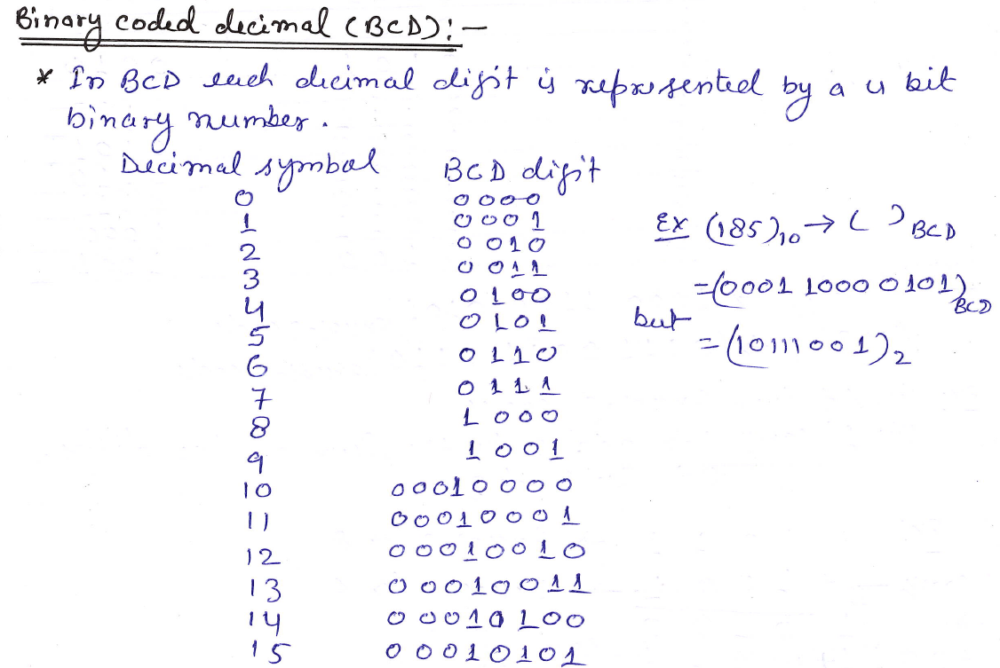 Binary coded decimal (BCD):-
* In BCD each decimal digit is represented by a 4 bit
binary number.
Decimal symbol BCD digit
0 0000
1 0001
2 0010
3 0011
4 0100
5 0101
6 0110
7 0111
8 1000
9 1001
10 00010000
11 00010001
12 00010010
13 00010011
14 00010100
15 00010101
Ex (185)10 → ( )BCD
=(0001 1000 0101)BCD
but
=(10111001)2